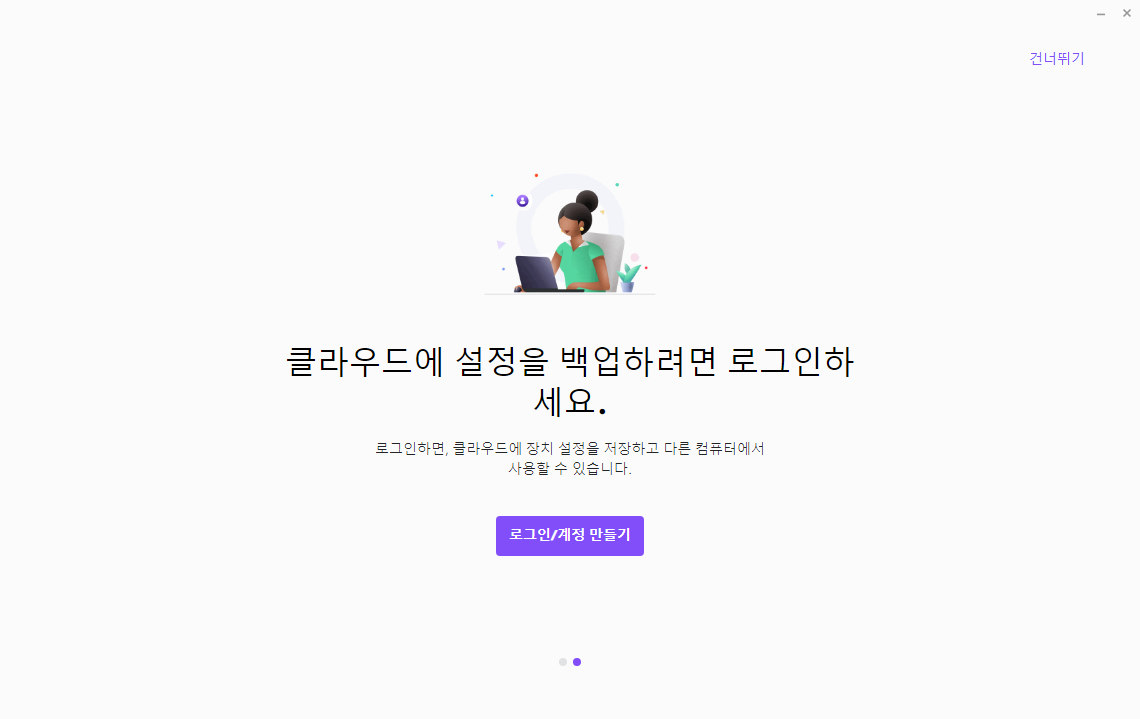 건너뛰기
클라우드에 설정을 백업하려면 로그인하
세요.
로그인하면, 클라우드에 장치 설정을 저장하고 다른 컴퓨터에서
사용할 수 있습니다.
로그인/계정 만들기